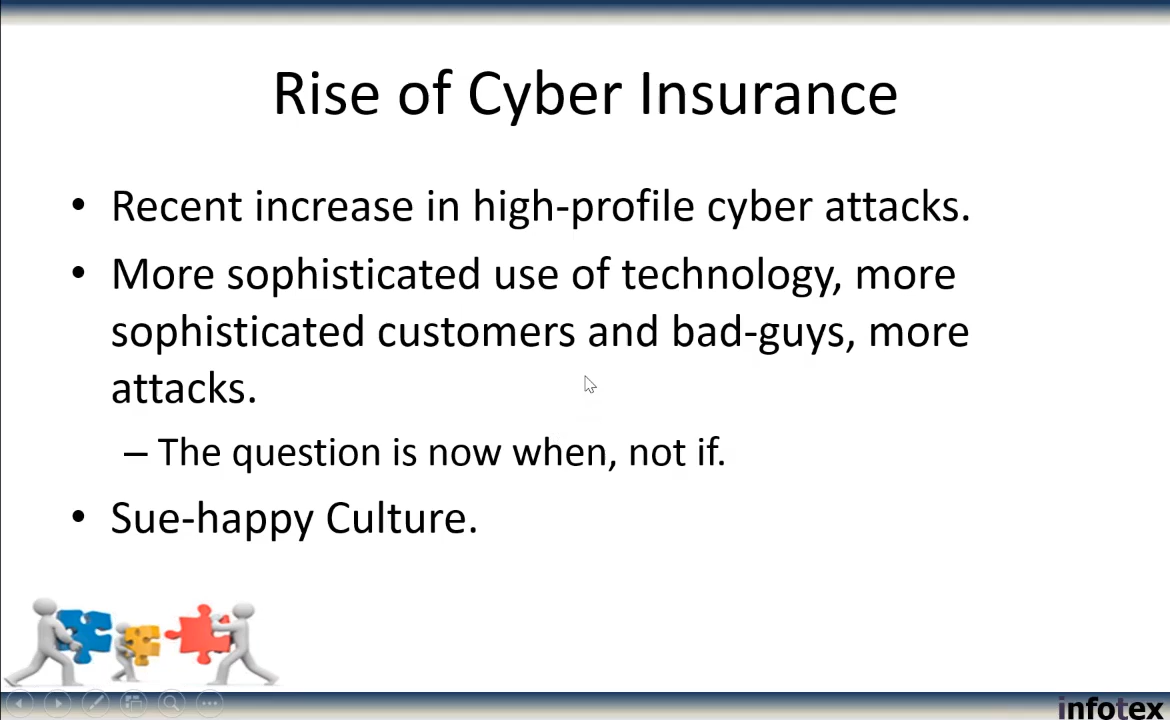 Rise of Cyber Insurance
• Recent increase in high-profile cyber attacks.
• More sophisticated use of technology, more
sophisticated customers and bad-guys, more
attacks.
– The question is now when, not if.
• Sue-happy Culture.
infotex